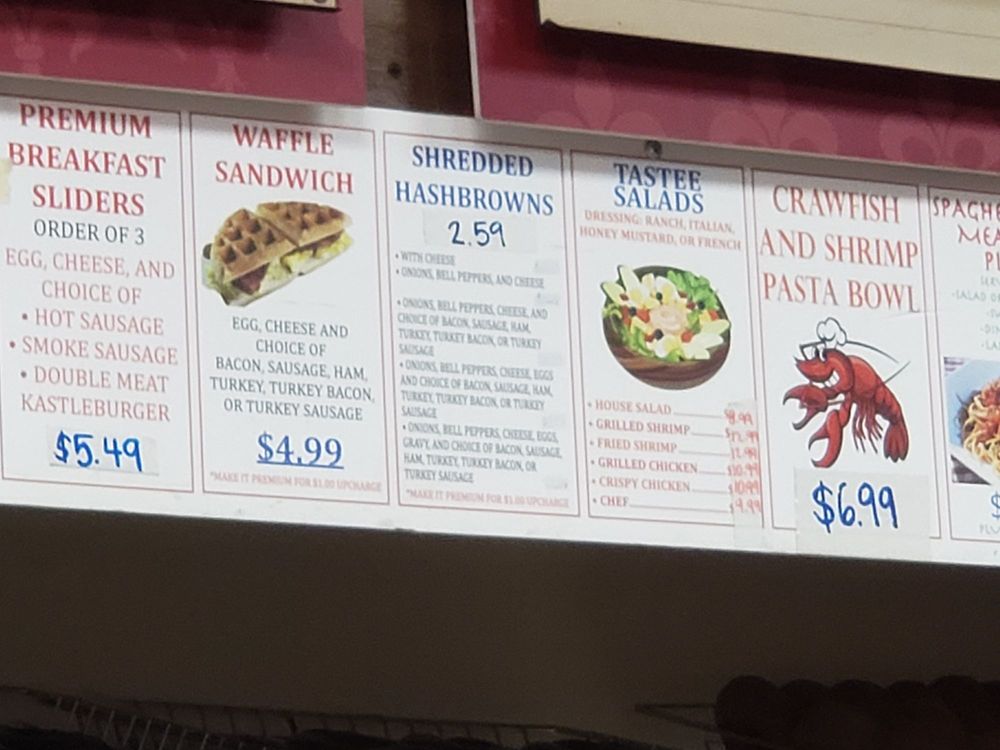 PREMIUM
BREAKFAST
SLIDERS
ORDER OF 3
EGG, CHEESE, AND
CHOICE OF
• HOT SAUSAGE
• SMOKE SAUSAGE
• DOUBLE MEAT
KASTLEBURGER
$5.49
WAFFLE
SANDWICH
EGG, CHEESE AND
CHOICE OF
BACON, SAUSAGE, HAM,
TURKEY, TURKEY BACON,
OR TURKEY SAUSAGE
$4.99
*MAKE IT PREMIUM FOR $1.00 UPCHARGE
SHREDDED
HASHBROWNS
2.59
• WITH CHEESE
• ONIONS, BELL PEPPERS, AND CHEESE
• ONIONS, BELL PEPPERS, CHEESE, AND
CHOICE OF BACON, SAUSAGE, HAM,
TURKEY, TURKEY BACON, OR TURKEY
SAUSAGE
• ONIONS, BELL PEPPERS, CHEESE, EGGS
AND CHOICE OF BACON, SAUSAGE, HAM,
TURKEY, TURKEY BACON, OR TURKEY
SAUSAGE
• ONIONS, BELL PEPPERS, CHEESE, EGGS,
GRAVY, AND CHOICE OF BACON, SAUSAGE,
HAM, TURKEY, TURKEY BACON, OR
TURKEY SAUSAGE
*MAKE IT PREMIUM FOR $1.00 UPCHARGE
TASTEE
SALADS
DRESSING: RANCH, ITALIAN,
HONEY MUSTARD, OR FRENCH
• HOUSE SALAD
• GRILLED SHRIMP
• FRIED SHRIMP
• GRILLED CHICKEN
• CRISPY CHICKEN
• CHEF $9.99
CRAWFISH
AND SHRIMP
PASTA BOWL
$6.99